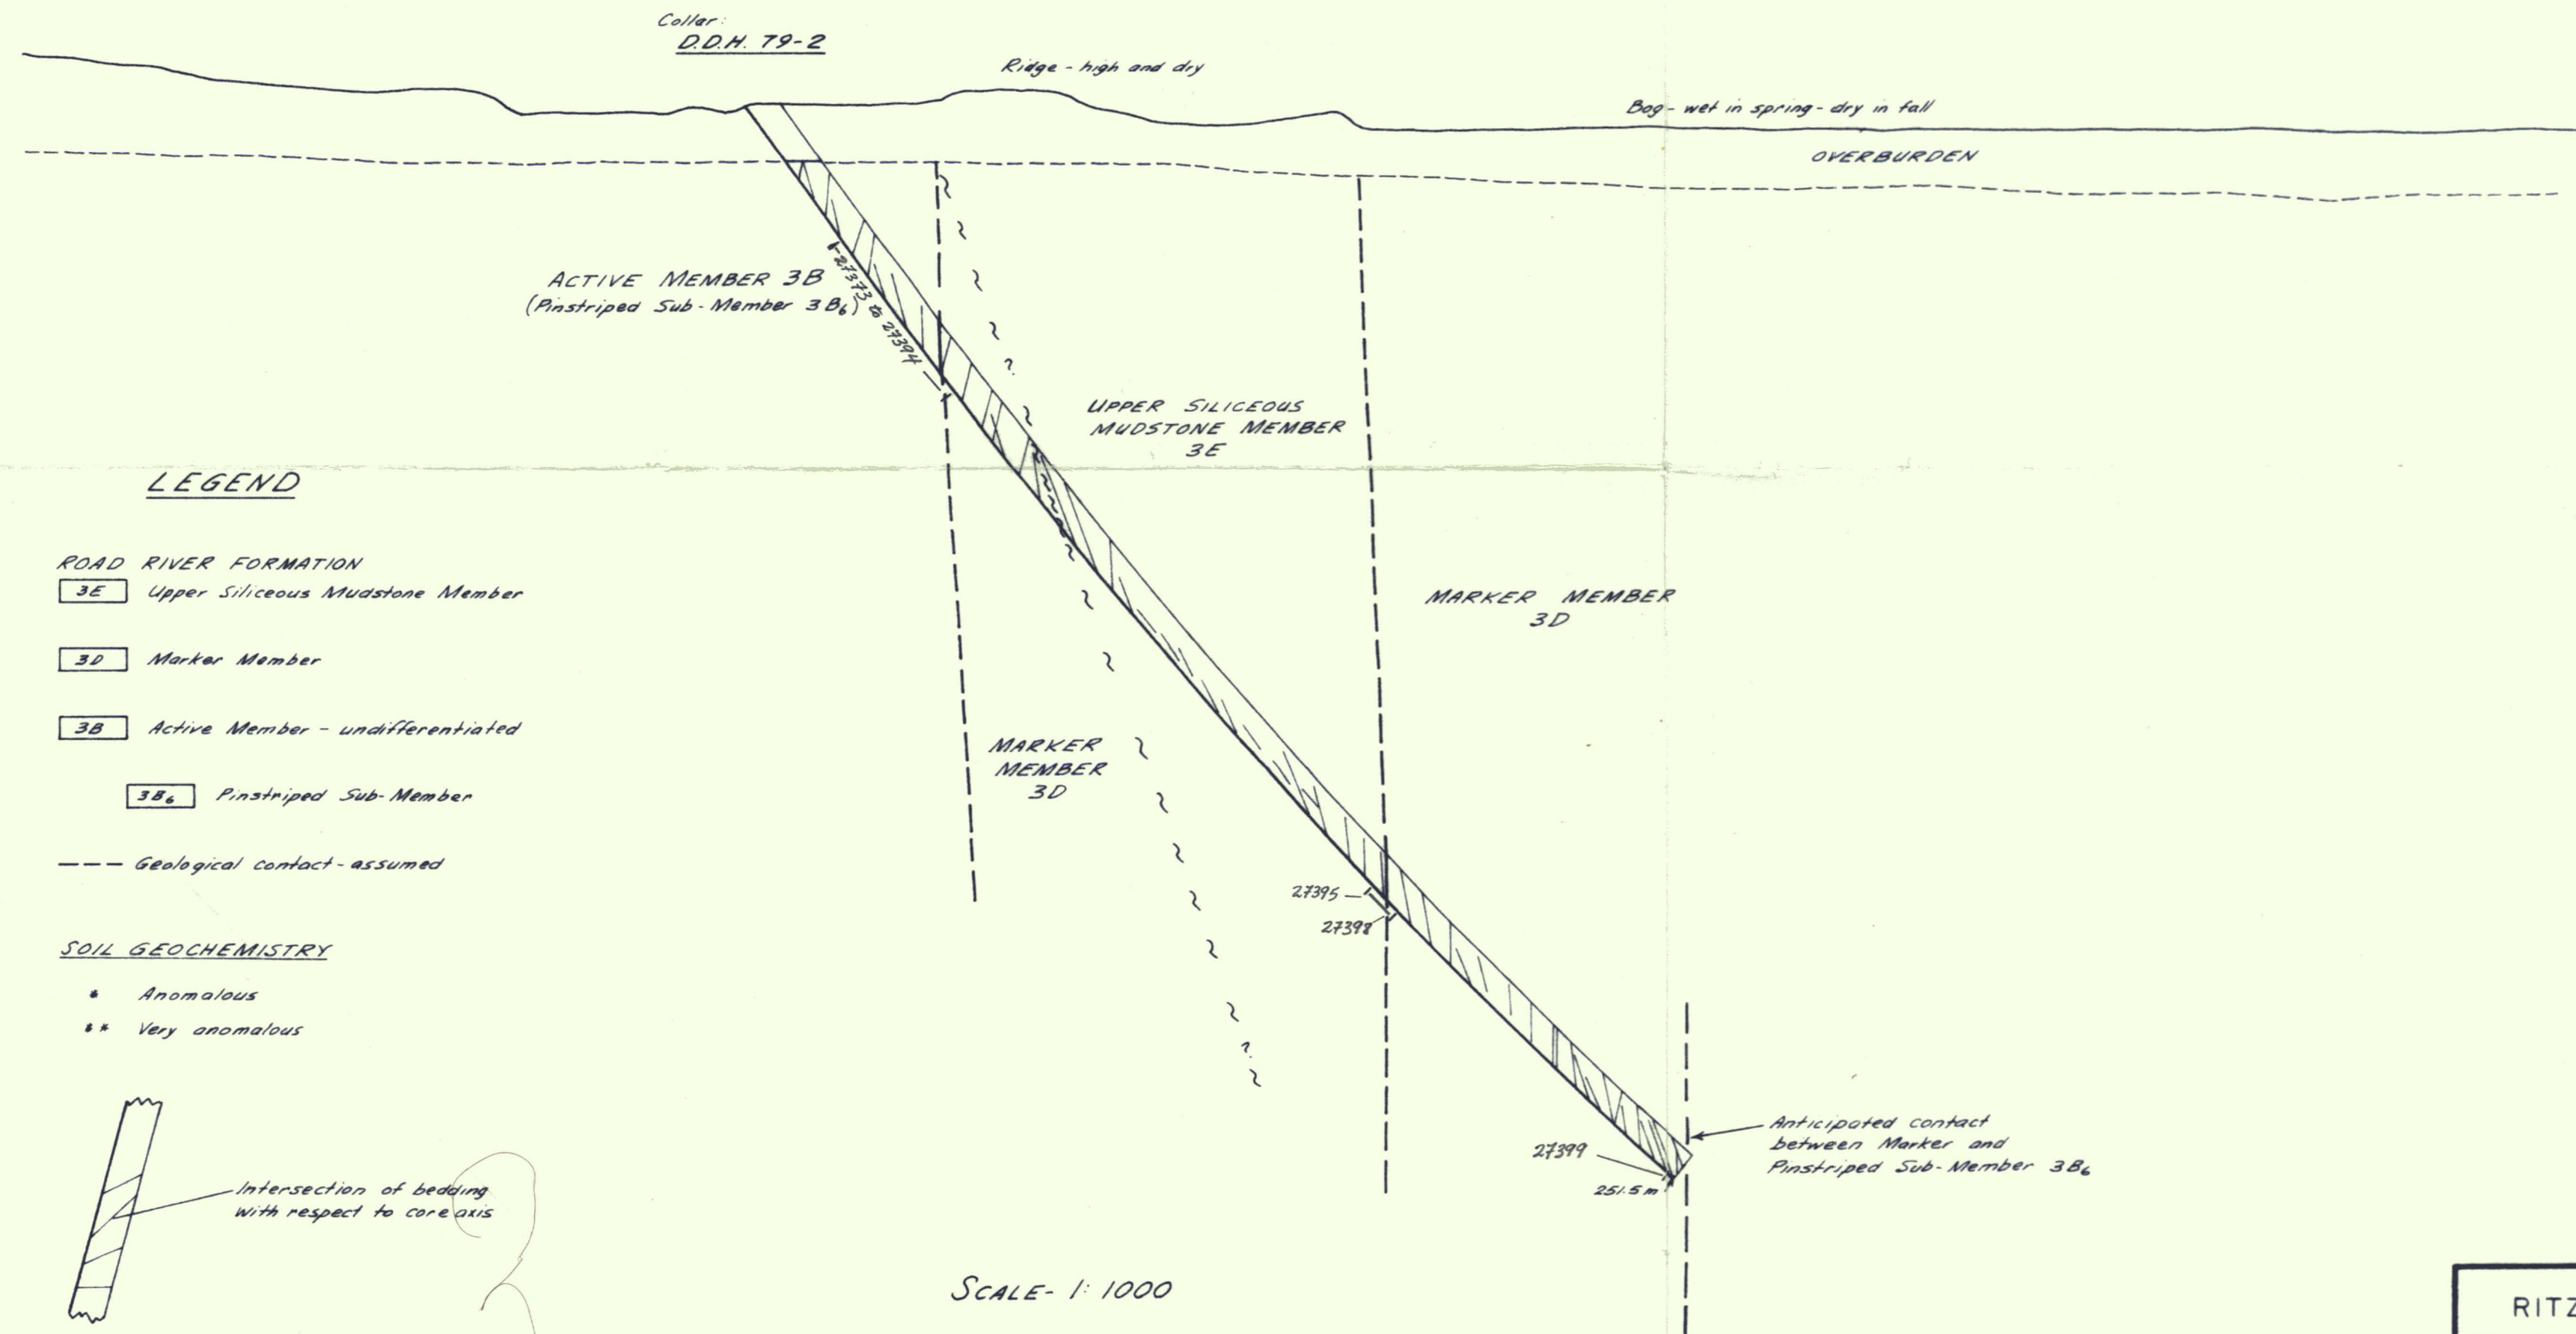 Collar:
D.D.H. 79-2
Ridge - high and dry
Bog - wet in spring - dry in fall
OVERBURDEN
ACTIVE MEMBER 3B
(Pinstriped Sub-Member 3B6)
27373 to 27394
UPPER SILICEOUS
MUDSTONE MEMBER
3E
MARKER MEMBER
3D
MARKER
MEMBER
3D
27395
27398
27399
251.5 m
Anticipated contact
between Marker and
Pinstriped Sub-Member 3B6
LEGEND
ROAD RIVER FORMATION
3E Upper Siliceous Mudstone Member
3D Marker Member
3B Active Member - undifferentiated
3B6 Pinstriped Sub-Member
Geological contact - assumed
SOIL GEOCHEMISTRY
* Anomalous
** Very anomalous
Intersection of bedding
with respect to core axis
SCALE - 1:1000
RITZ